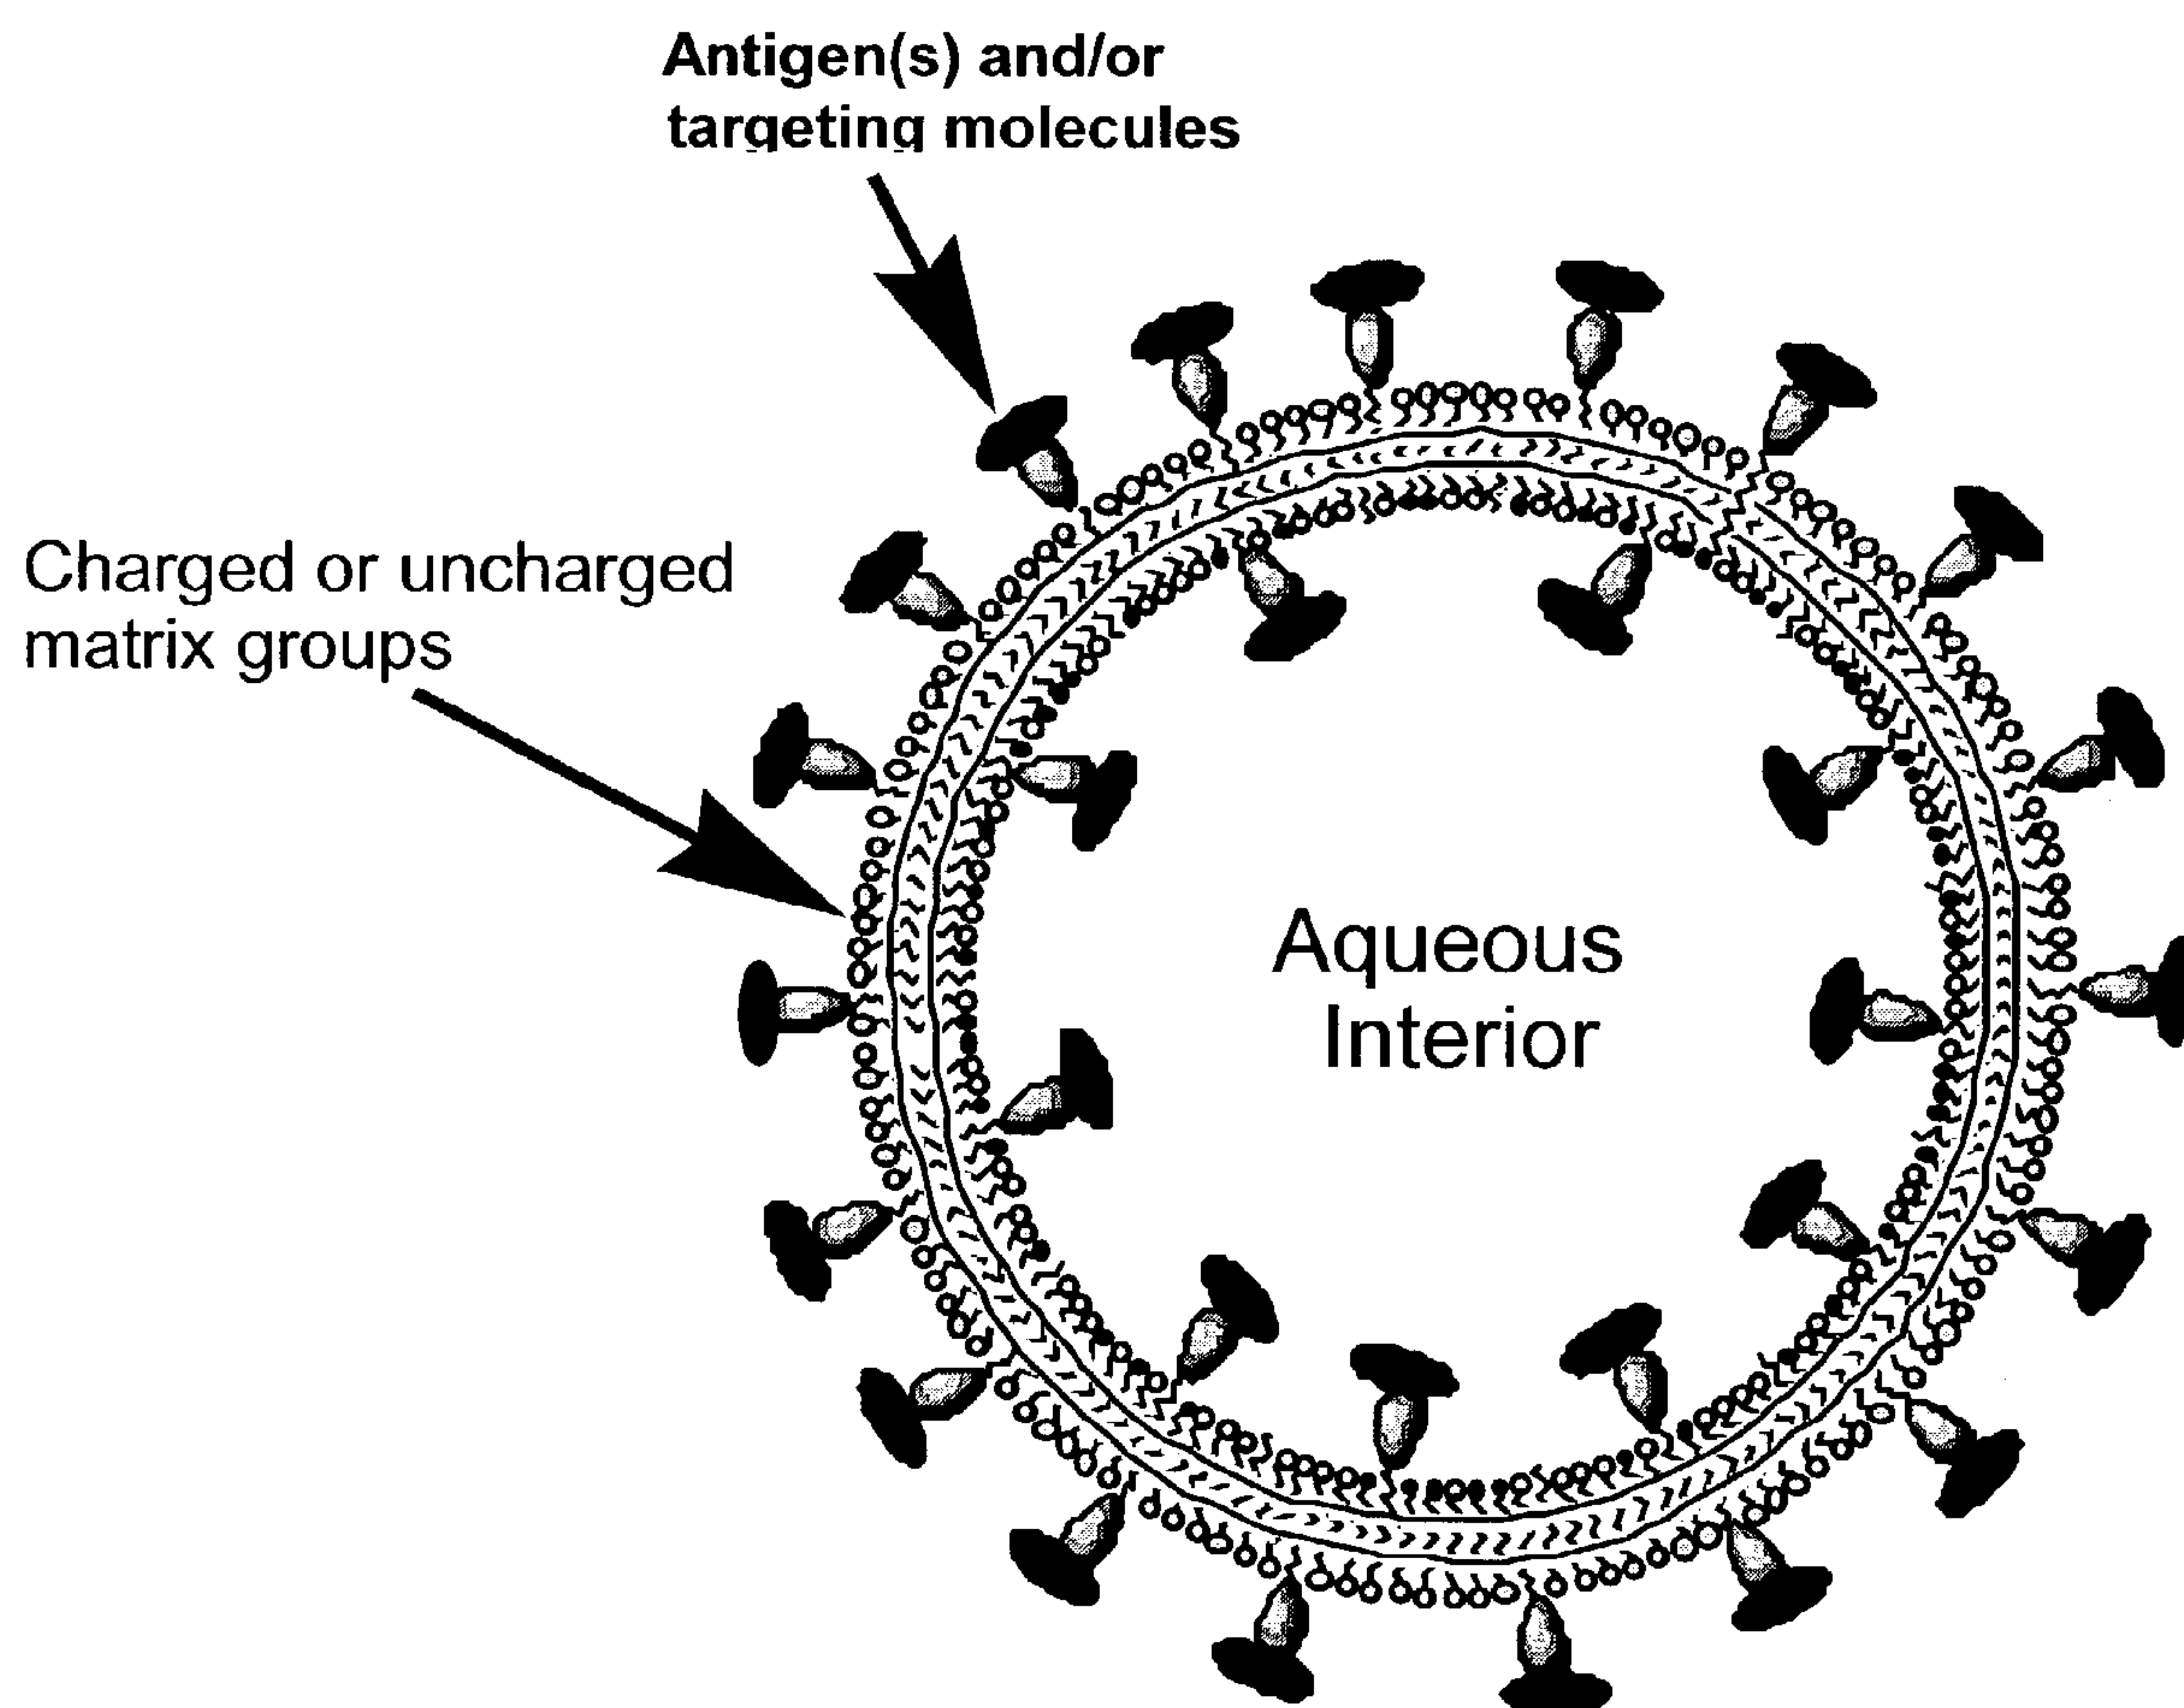 Antigen(s) and/or
targeting molecules
Charged or uncharged
matrix groups
Aqueous
Interior